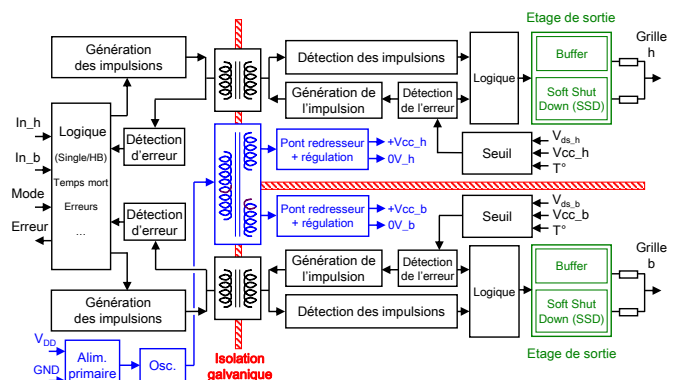 Etage de sortie
Génération
des impulsions
Détection des impulsions
Logique
Buffer
Soft Shut
Down (SSD)
Grille
h
Génération de
l'impulsion
Détection
de l'erreur
In_h
In_b
Mode
Erreur
Logique
(Single/HB)
Temps mort
Erreurs
...
Détection
d'erreur
Pont redresseur
+ régulation
+Vcc_h
0V_h
Seuil
Vds_h
Vcc_h
T°
Détection
d'erreur
Pont redresseur
+ régulation
+Vcc_b
0V_b
Seuil
Vds_b
Vcc_b
T°
Génération de
l'impulsion
Détection
de l'erreur
Logique
Buffer
Soft Shut
Down (SSD)
Grille
b
Génération
des impulsions
Détection des impulsions
Etage de sortie
VDD
GND
Alim.
primaire
Osc.
Isolation
galvanique